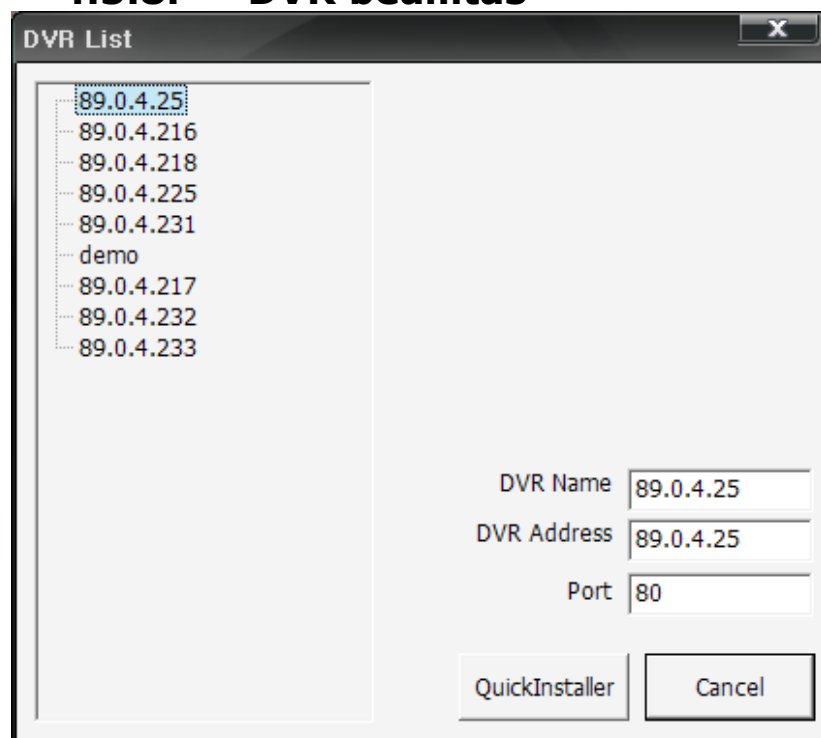 DVR beállítás
DVR List
89.0.4.25
89.0.4.216
89.0.4.218
89.0.4.225
89.0.4.231
demo
89.0.4.217
89.0.4.232
89.0.4.233
DVR Name 89.0.4.25
DVR Address 89.0.4.25
Port 80
QuickInstaller Cancel